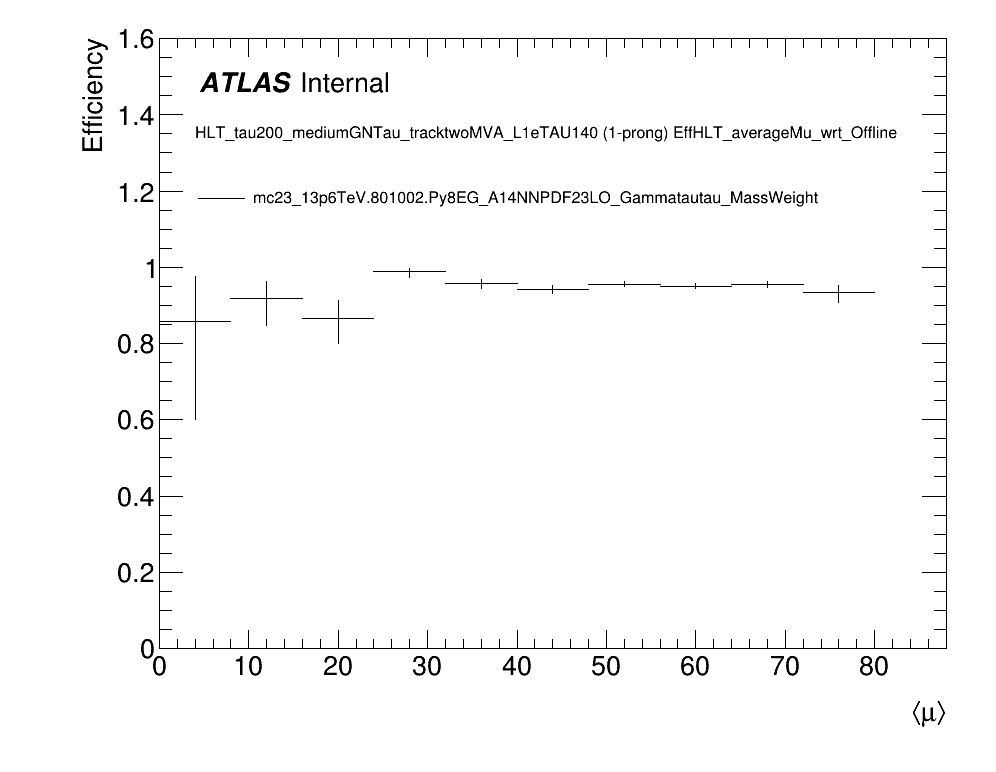 Efficiency
1.6
1.4
1.2
1
0.8
0.6
0.4
0.2
0
ATLAS Internal
HLT_tau200_mediumGNTau_tracktwoMVA_L1eTAU140 (1-prong) EffHLT_averageMu_wrt_Offline
mc23_13p6TeV.801002.Py8EG_A14NNPDF23LO_Gammatautau_MassWeight
0 10 20 30 40 50 60 70 80
⟨μ⟩